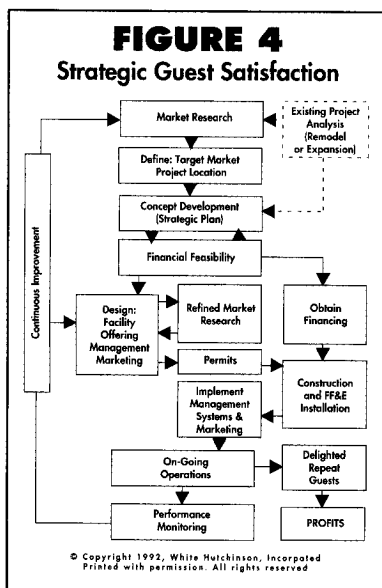 FIGURE 4
Strategic Guest Satisfaction
Market Research
Existing Project
Analysis
(Remodel
or Expansion)
Define: Target Market
Project Location
Concept Development
(Strategic Plan)
Financial Feasibility
Continuous Improvement
Design:
Facility
Offering
Management
Marketing
Refined Market
Research
Obtain
Financing
Permits
Construction
and FF&E
Installation
Implement
Management
Systems &
Marketing
On-Going
Operations
Delighted
Repeat
Guests
Performance
Monitoring
PROFITS
© Copyright 1992, White Hutchinson, Incorpated
Printed with permission. All rights reserved